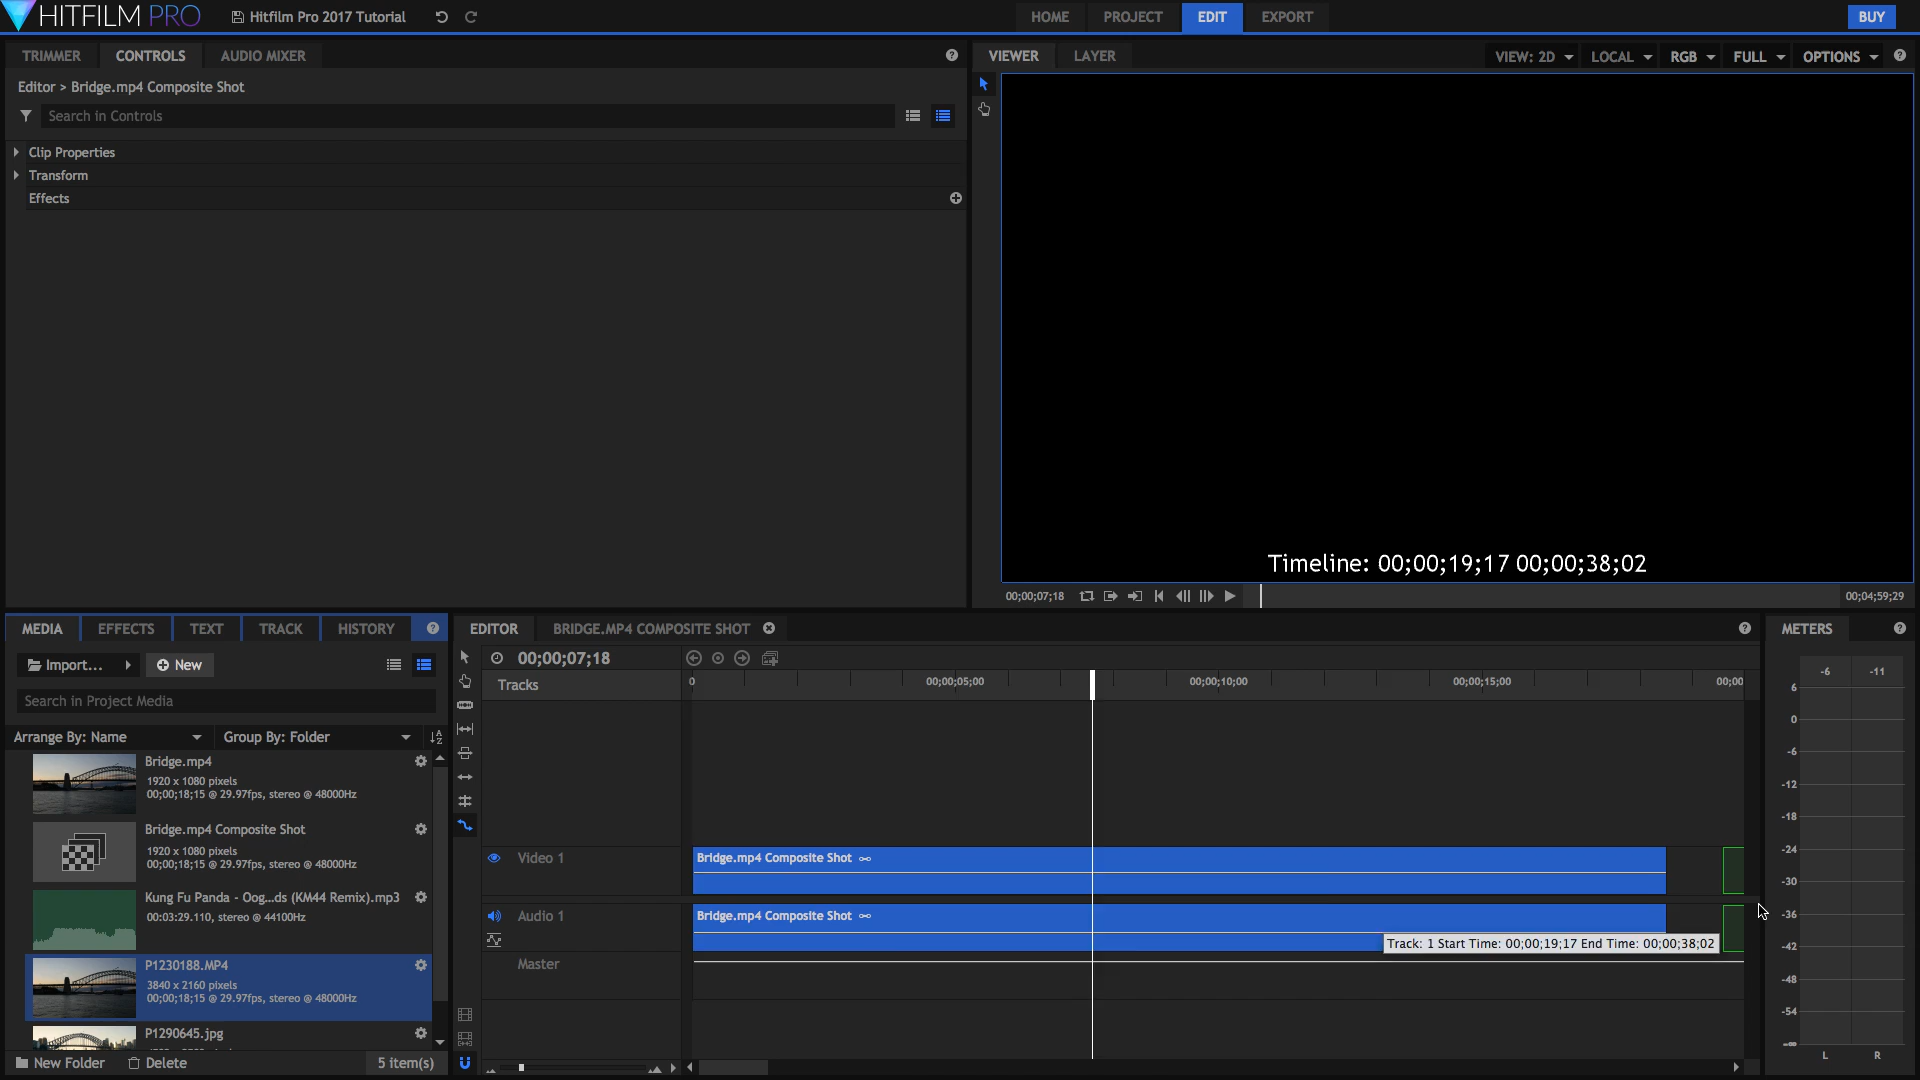 HITFILM PRO
Hitfilm Pro 2017 Tutorial
HOME
PROJECT
EDIT
EXPORT
BUY
TRIMMER
CONTROLS
AUDIO MIXER
VIEWER
LAYER
VIEW: 2D
LOCAL
RGB
FULL
OPTIONS
Editor > Bridge.mp4 Composite Shot
Search in Controls
Clip Properties
Transform
Effects
Timeline: 00;00;19;17 00;00;38;02
00;00;07;18
00;04;59;29
MEDIA
EFFECTS
TEXT
TRACK
HISTORY
Import...
New
Search in Project Media
Arrange By: Name
Group By: Folder
Bridge.mp4
1920 x 1080 pixels
00;00;18;15 @ 29.97fps, stereo @ 48000Hz
Bridge.mp4 Composite Shot
1920 x 1080 pixels
00;00;18;15 @ 29.97fps, stereo @ 48000Hz
Kung Fu Panda - Oog...ds (KM44 Remix).mp3
00:03:29.110, stereo @ 44100Hz
P1230188.MP4
3840 x 2160 pixels
00;00;18;15 @ 29.97fps, stereo @ 48000Hz
P1290645.jpg
New Folder
Delete
5 item(s)
EDITOR
BRIDGE.MP4 COMPOSITE SHOT
00;00;07;18
Tracks
0
00;00;05;00
00;00;10;00
00;00;15;00
00;00
Video 1
Bridge.mp4 Composite Shot
Audio 1
Bridge.mp4 Composite Shot
Track: 1 Start Time: 00;00;19;17 End Time: 00;00;38;02
Master
METERS
-6
-11
6
0
-6
-12
-18
-24
-30
-36
-42
-48
-54
-∞
L
R